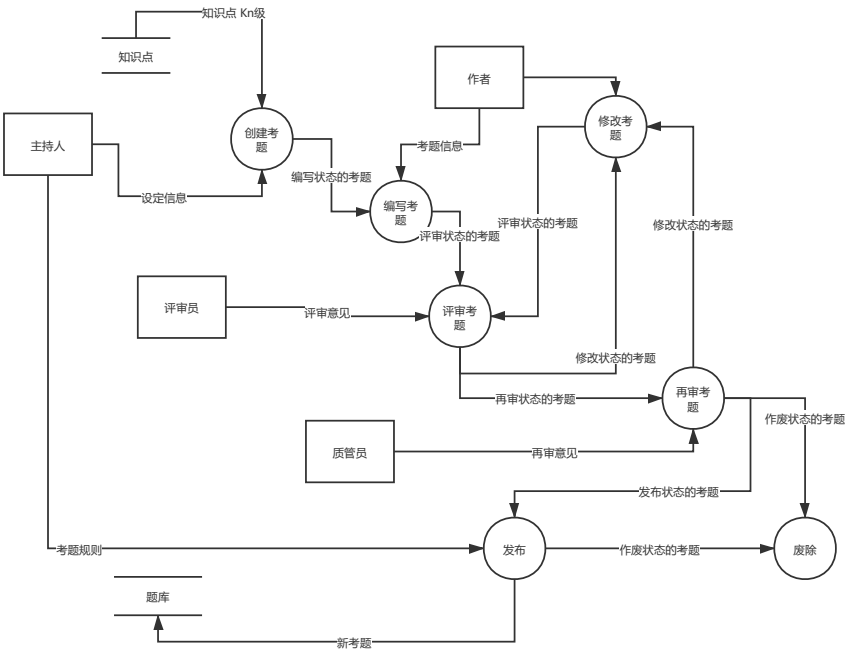 知识点 Kn级
知识点
作者
创建考
题
修改考
题
主持人
考题信息
编写状态的考题
设定信息
编写考
题
评审状态的考题
评审状态的考题
修改状态的考题
评审员
评审意见
评审考
题
修改状态的考题
再审状态的考题
再审考
题
作废状态的考题
质管员
再审意见
发布状态的考题
考题规则
发布
作废状态的考题
废除
题库
新考题